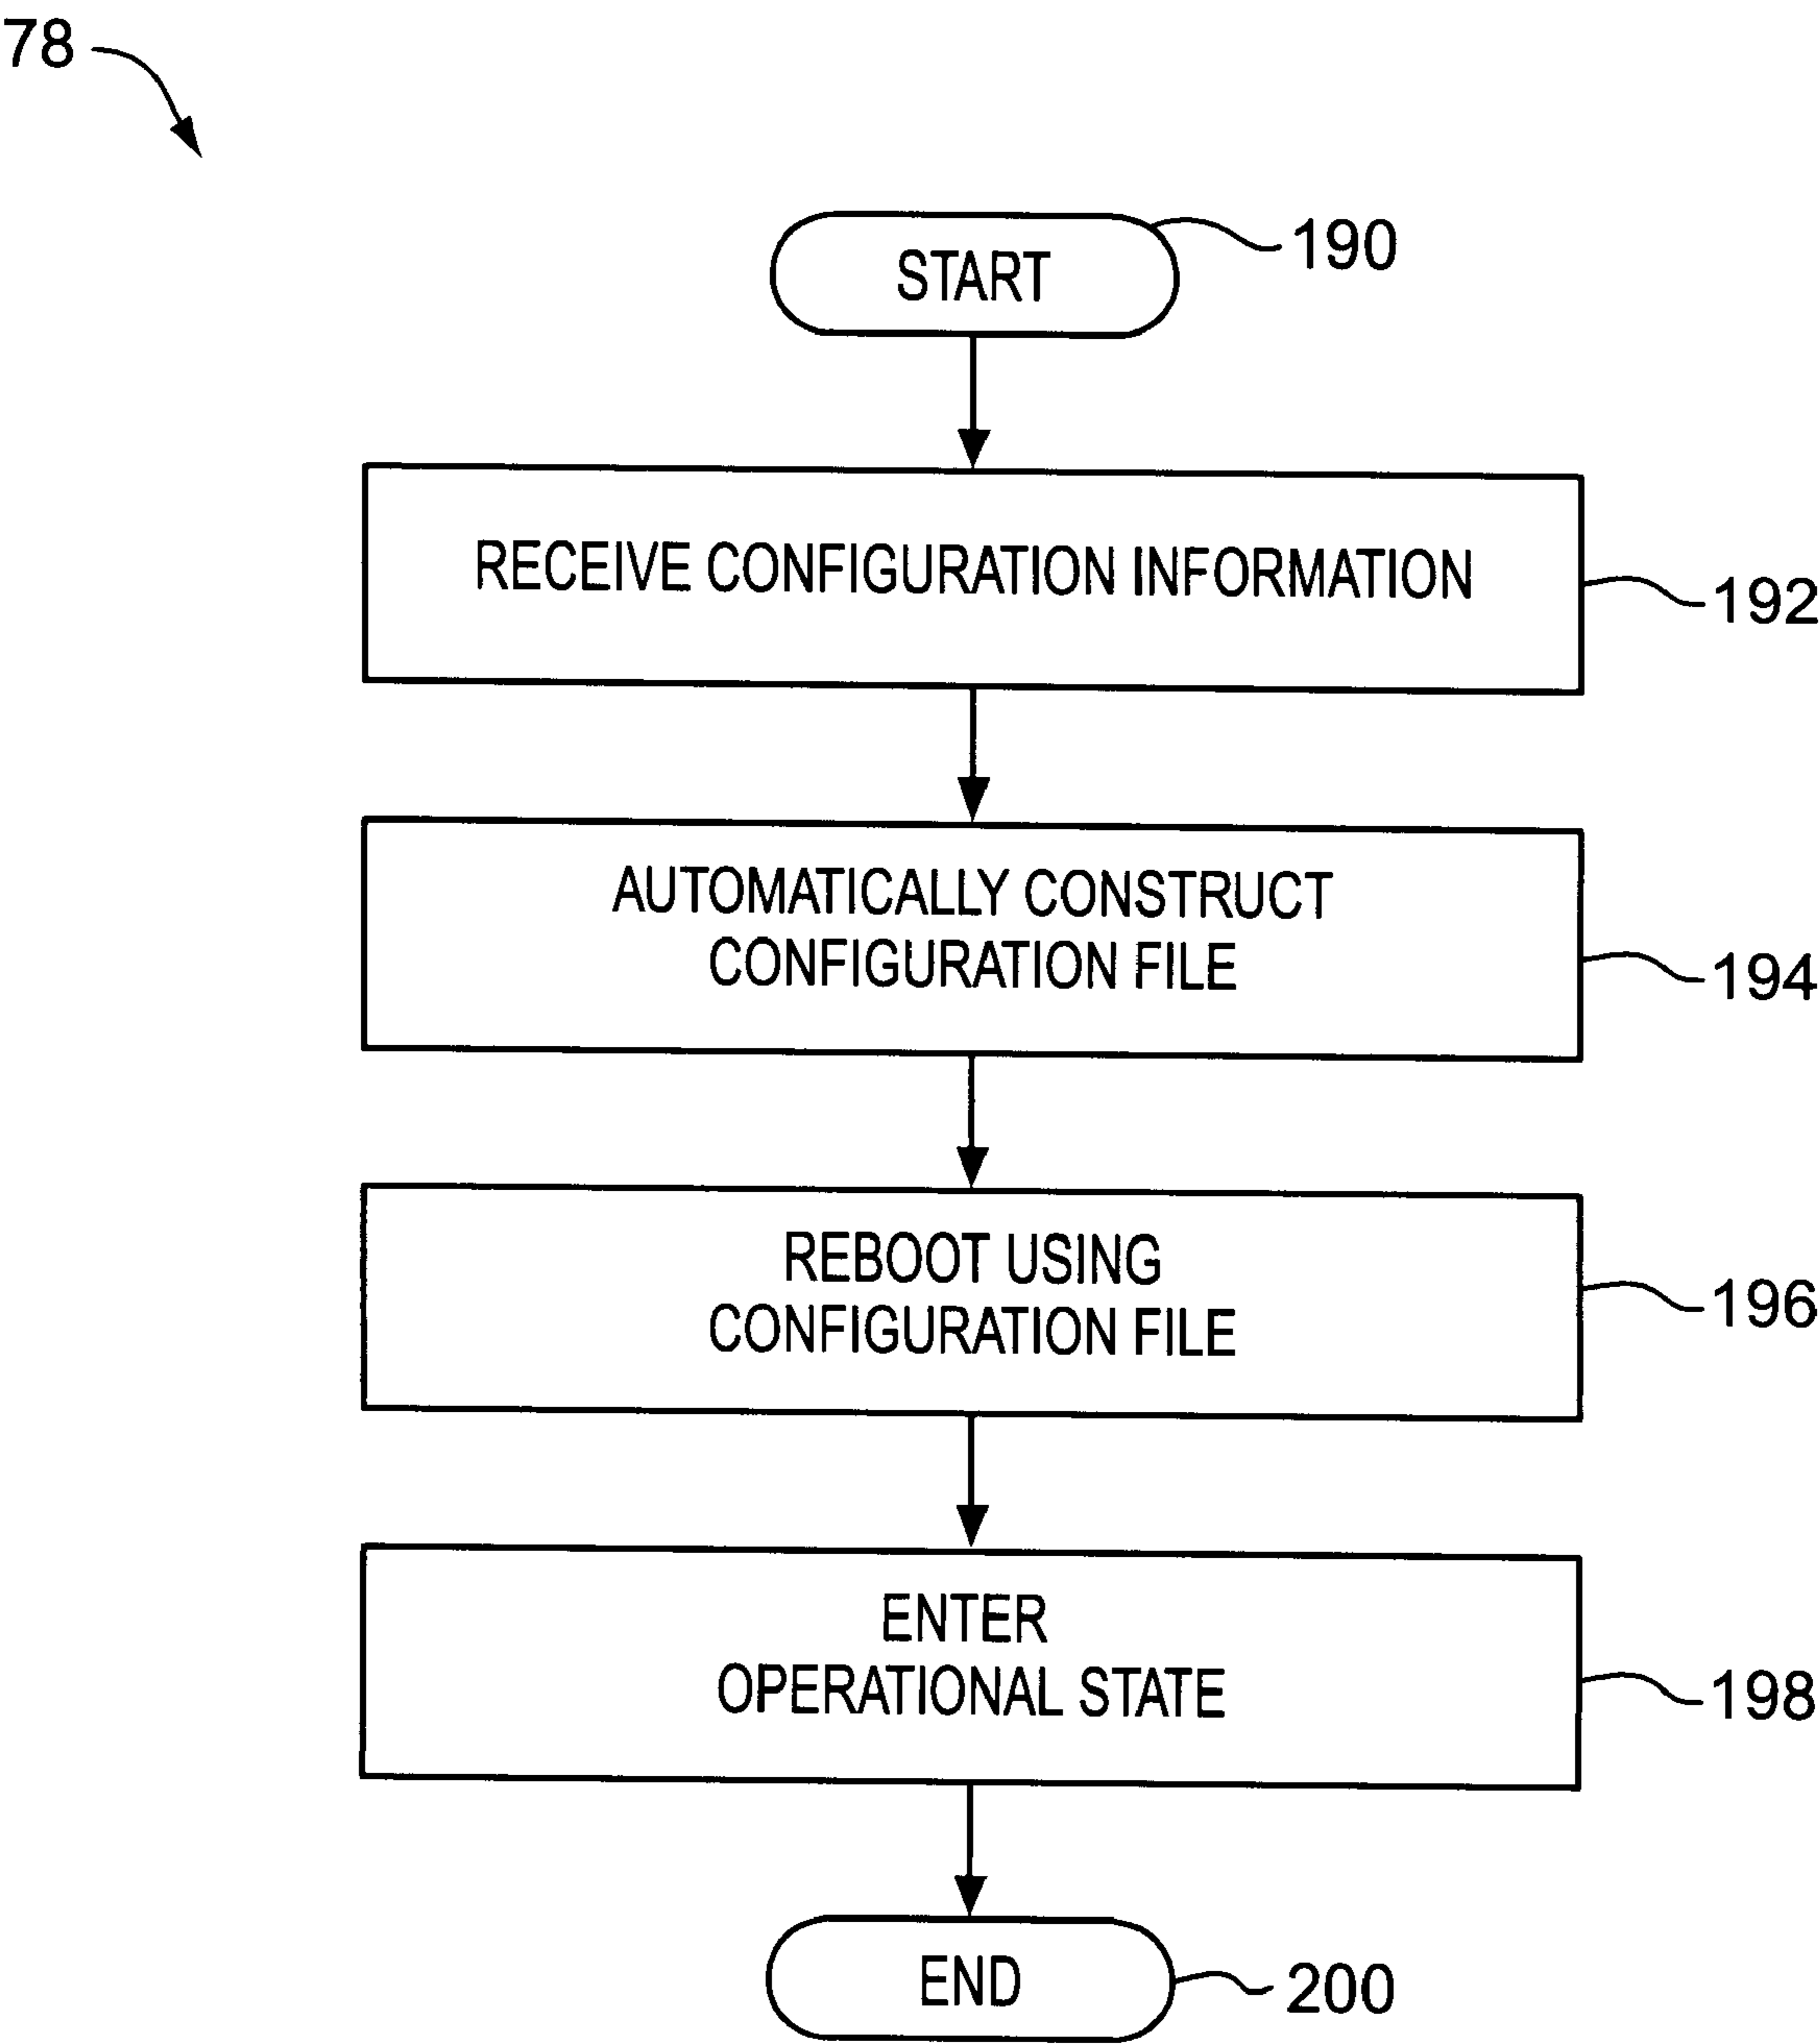 78
START
190
RECEIVE CONFIGURATION INFORMATION
192
AUTOMATICALLY CONSTRUCT
CONFIGURATION FILE
194
REBOOT USING
CONFIGURATION FILE
196
ENTER
OPERATIONAL STATE
198
END
200